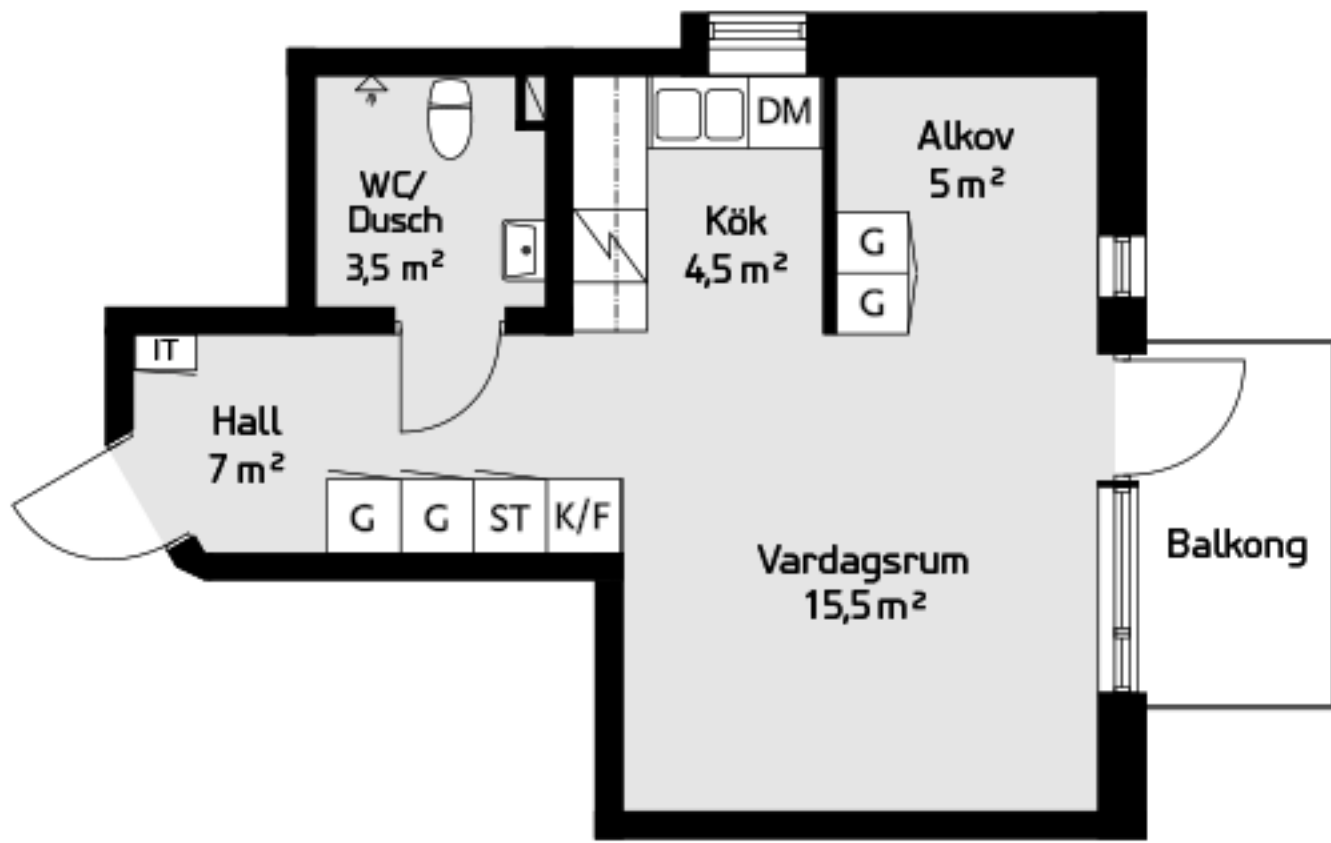 DM
Alkov
5 m²
WC/
Dusch
3,5 m²
Kök
4,5 m²
G
G
IT
Hall
7 m²
G
G
ST
K/F
Vardagsrum
15,5 m²
Balkong